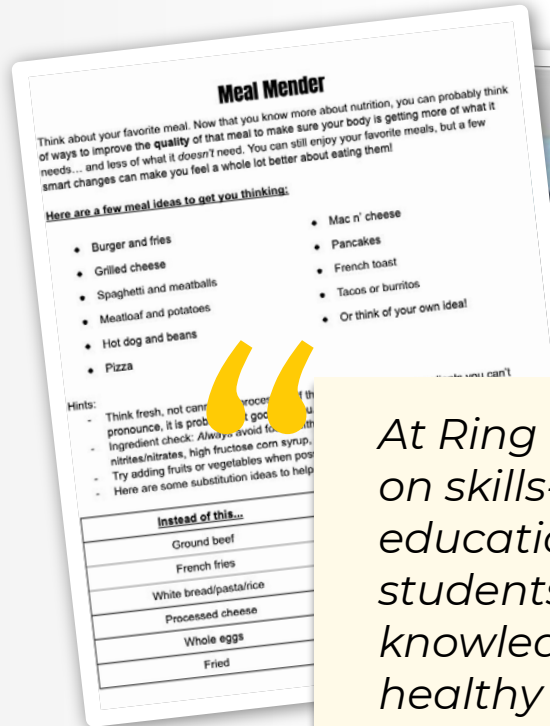 Meal Mender
Think about your favorite meal. Now that you know more about nutrition, you can probably think
of ways to improve the quality of that meal to make sure your body is getting more of what it
needs… and less of what it doesn't need. You can still enjoy your favorite meals, but a few
smart changes can make you feel a whole lot better about eating them!
Here are a few meal ideas to get you thinking:
● Burger and fries
● Grilled cheese
● Spaghetti and meatballs
● Meatloaf and potatoes
● Hot dog and beans
● Pizza
● Mac n' cheese
● Pancakes
● French toast
● Tacos or burritos
● Or think of your own idea!
Hints:
- Think fresh, not you can't
pronounce, it is
- Ingredient check: Always avoid
nitrites/nitrates, high fructose corn syrup,
- Try adding fruits or vegetables when
- Here are some substitution ideas to help
Instead of this...
Ground beef
French fries
White bread/pasta/rice
Processed cheese
Whole eggs
Fried
“
At Ring
on skills-
education
students
knowled
healthy